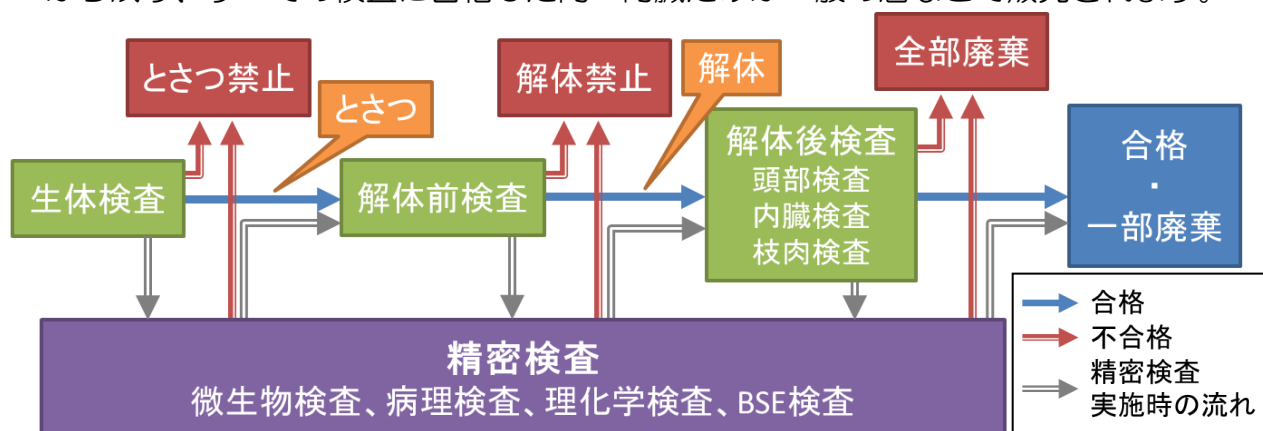 とさつ禁止
解体禁止
全部廃棄
とさつ
解体
生体検査
解体前検査
解体後検査
頭部検査
内臓検査
枝肉検査
合格
・
一部廃棄
精密検査
微生物検査、病理検査、理化学検査、BSE検査
合格
不合格
精密検査
実施時の流れ